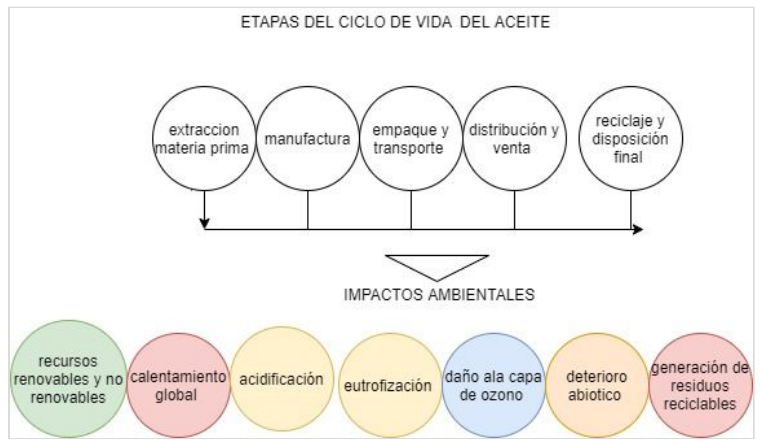 ETAPAS DEL CICLO DE VIDA DEL ACEITE
extraccion
materia prima
manufactura
empaque y
transporte
distribución y
venta
reciclaje y
disposición
final
IMPACTOS AMBIENTALES
recursos
renovables y no
renovables
calentamiento
global
acidificación
eutrofización
daño ala capa
de ozono
deterioro
abiotico
generación de
residuos
reciclables